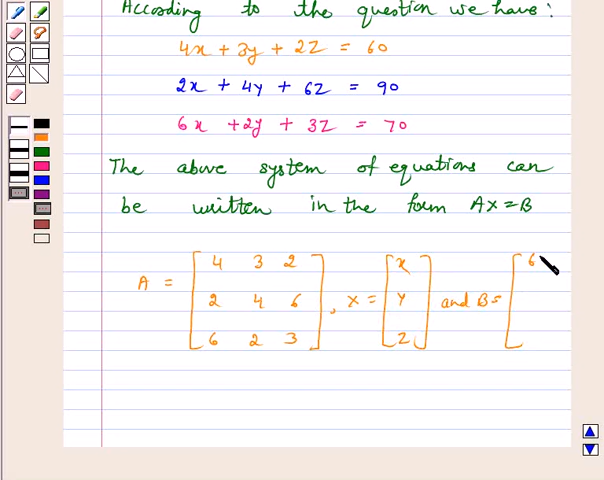 According to the question we have:
4x + 3y + 2z = 60
2x + 4y + 6z = 90
6x + 2y + 3z = 70
The above system of equations can
be written in the form AX = B
A = [4 3 2
2 4 6
6 2 3], X = [x
y
z] and B = [6